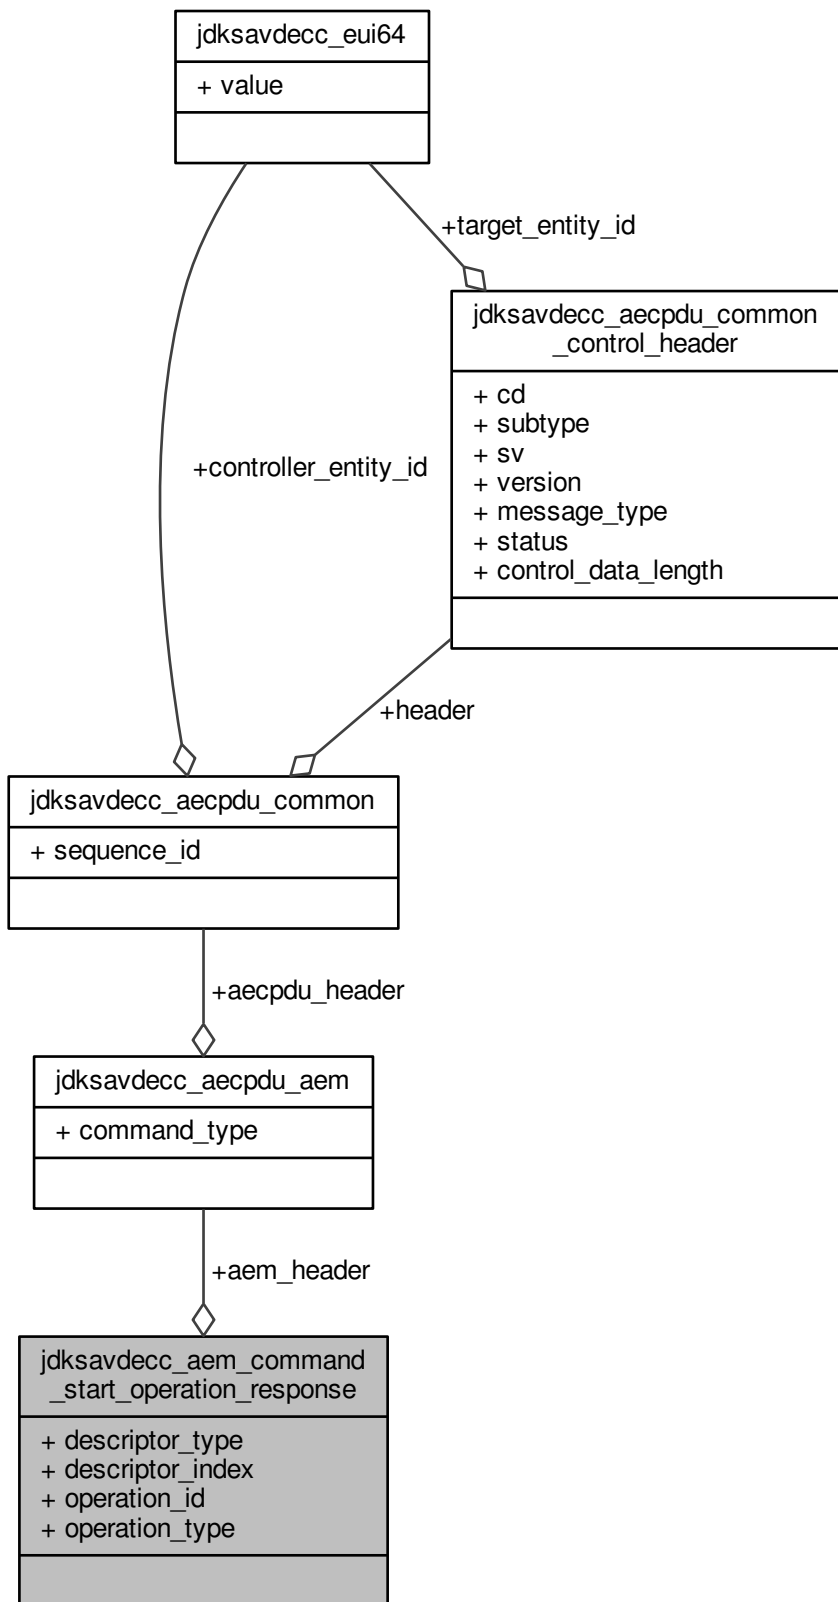 jdksavdecc_eui64
+ value
+target_entity_id
jdksavdecc_aecpdu_common
_control_header
+ cd
+ subtype
+ sv
+ version
+ message_type
+ status
+ control_data_length
+controller_entity_id
+header
jdksavdecc_aecpdu_common
+ sequence_id
+aecpdu_header
jdksavdecc_aecpdu_aem
+ command_type
+aem_header
jdksavdecc_aem_command
_start_operation_response
+ descriptor_type
+ descriptor_index
+ operation_id
+ operation_type